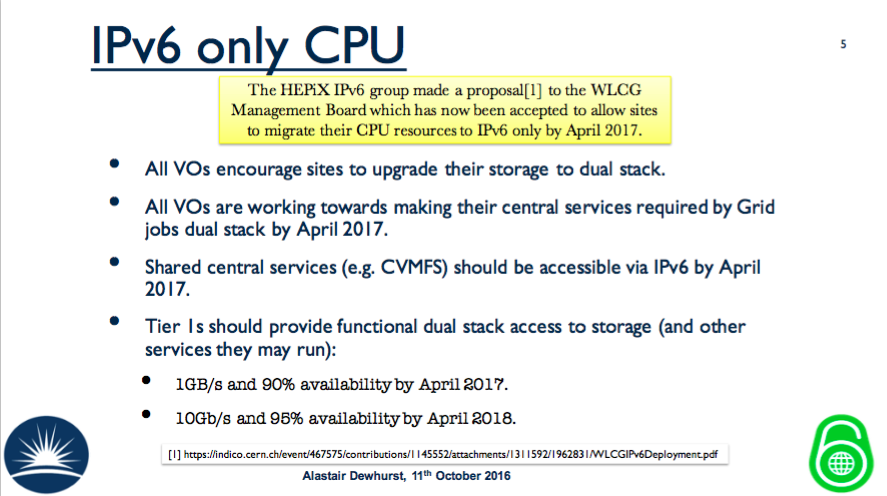 IPv6 only CPU
5
The HEPiX IPv6 group made a proposal[1] to the WLCG
Management Board which has now been accepted to allow sites
to migrate their CPU resources to IPv6 only by April 2017.
• All VOs encourage sites to upgrade their storage to dual stack.
• All VOs are working towards making their central services required by Grid
jobs dual stack by April 2017.
• Shared central services (e.g. CVMFS) should be accessible via IPv6 by April
2017.
• Tier 1s should provide functional dual stack access to storage (and other
services they may run):
• 1GB/s and 90% availability by April 2017.
• 10Gb/s and 95% availability by April 2018.
[1] https://indico.cern.ch/event/467575/contributions/1145552/attachments/1311592/1962831/WLCGIPv6Deployment.pdf
Alastair Dewhurst, 11th October 2016
6